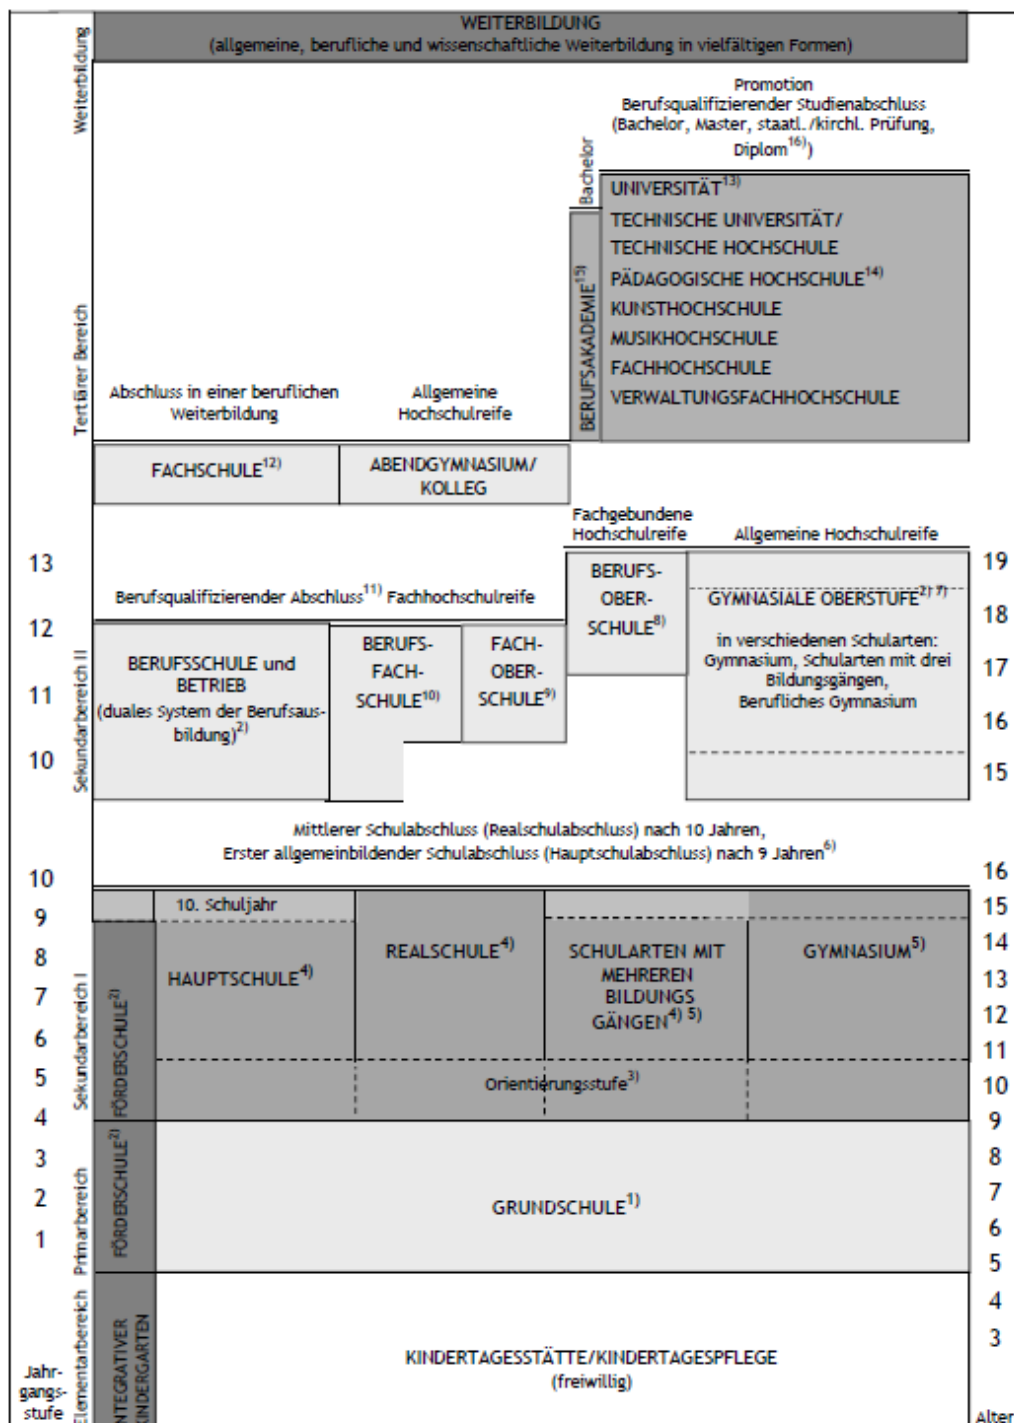 WEITERBILDUNG
(allgemeine, berufliche und wissenschaftliche Weiterbildung in vielfältigen Formen)
Weiterbildung
Promotion
Berufsqualifizierender Studienabschluss
(Bachelor, Master, staatl./kirchl. Prüfung,
Diplom16))
Bachelor
UNIVERSITÄT13)
TECHNISCHE UNIVERSITÄT/
TECHNISCHE HOCHSCHULE
PÄDAGOGISCHE HOCHSCHULE14)
KUNSTHOCHSCHULE
MUSIKHOCHSCHULE
FACHHOCHSCHULE
VERWALTUNGSFACHHOCHSCHULE
BERUFSAKADEMIE15)
Tertiärer Bereich
Abschluss in einer beruflichen
Weiterbildung
Allgemeine
Hochschulreife
FACHSCHULE12)
ABENDGYMNASIUM/
KOLLEG
Fachgebundene
Hochschulreife
Allgemeine Hochschulreife
13
12
11
10
Sekundarbereich II
Berufsqualifizierender Abschluss11) Fachhochschulreife
BERUFSSCHULE und
BETRIEB
(duales System der Berufsaus-
bildung)2)
BERUFS-
FACH-
SCHULE10)
FACH-
OBER-
SCHULE9)
BERUFS-
OBER-
SCHULE8)
GYMNASIALE OBERSTUFE2) 7)
in verschiedenen Schularten:
Gymnasium, Schularten mit drei
Bildungsgängen,
Berufliches Gymnasium
19
18
17
16
15
Mittlerer Schulabschluss (Realschulabschluss) nach 10 Jahren,
Erster allgemeinbildender Schulabschluss (Hauptschulabschluss) nach 9 Jahren6)
10
9
8
7
6
5
4
3
2
1
Sekundarbereich I
FÖRDERSCHULE2)
10. Schuljahr
HAUPTSCHULE4)
REALSCHULE4)
SCHULARTEN MIT
MEHREREN
BILDUNGS
GÄNGEN4) 5)
GYMNASIUM5)
Orientierungsstufe3)
16
15
14
13
12
11
10
9
8
7
6
5
4
3
Primarbereich
FÖRDERSCHULE2)
GRUNDSCHULE1)
Elementarbereich
INTEGRATIVER
KINDERGARTEN
KINDERTAGESSTÄTTE/KINDERTAGESPFLEGE
(freiwillig)
Jahr-
gangs-
stufe
Alter